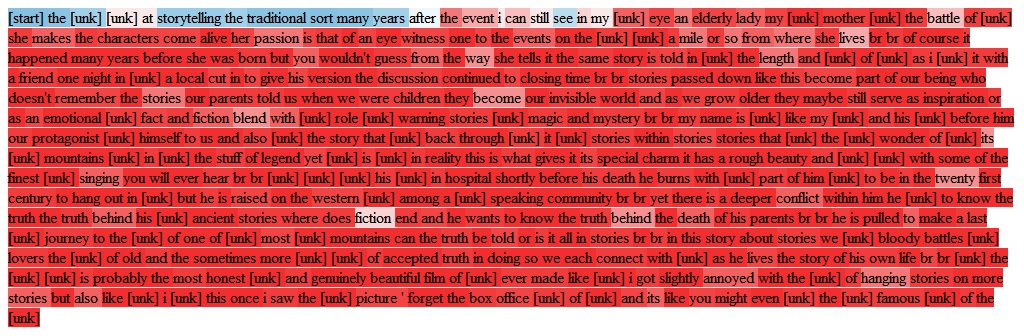 [start] the [unk] [unk] at storytelling the traditional sort many years after the event i can still see in my [unk] eye an elderly lady my [unk] mother [unk] the battle of [unk]
she makes the characters come alive her passion is that of an eye witness one to the events on the [unk] [unk] a mile or so from where she lives br br of course it
happened many years before she was born but you wouldn't guess from the way she tells it the same story is told in [unk] the length and [unk] of [unk] as i [unk] it with
a friend one night in [unk] a local cut in to give his version the discussion continued to closing time br br stories passed down like this become part of our being who
doesn't remember the stories our parents told us when we were children they become our invisible world and as we grow older they maybe still serve as inspiration or
as an emotional [unk] fact and fiction blend with [unk] role [unk] warning stories [unk] magic and mystery br br my name is [unk] like my [unk] and his [unk] before him
our protagonist [unk] himself to us and also [unk] the story that [unk] back through [unk] it [unk] stories within stories stories that [unk] the [unk] wonder of [unk] its
[unk] mountains [unk] in [unk] the stuff of legend yet [unk] is [unk] in reality this is what gives it its special charm it has a rough beauty and [unk] [unk] with some of the
finest [unk] singing you will ever hear br br [unk] [unk] [unk] his [unk] in hospital shortly before his death he burns with [unk] part of him [unk] to be in the twenty first
century to hang out in [unk] but he is raised on the western [unk] among a [unk] speaking community br br yet there is a deeper conflict within him he [unk] to know the
truth the truth behind his [unk] ancient stories where does fiction end and he wants to know the truth behind the death of his parents br br he is pulled to make a last
[unk] journey to the [unk] of one of [unk] most [unk] mountains can the truth be told or is it all in stories br br in this story about stories we [unk] bloody battles [unk]
lovers the [unk] of old and the sometimes more [unk] [unk] of accepted truth in doing so we each connect with [unk] as he lives the story of his own life br br [unk] the
[unk] [unk] is probably the most honest [unk] and genuinely beautiful film of [unk] ever made like [unk] i got slightly annoyed with the [unk] of hanging stories on more
stories but also like [unk] i [unk] this once i saw the [unk] picture ' forget the box office [unk] of [unk] and its like you might even [unk] the [unk] famous [unk] of the
[unk]